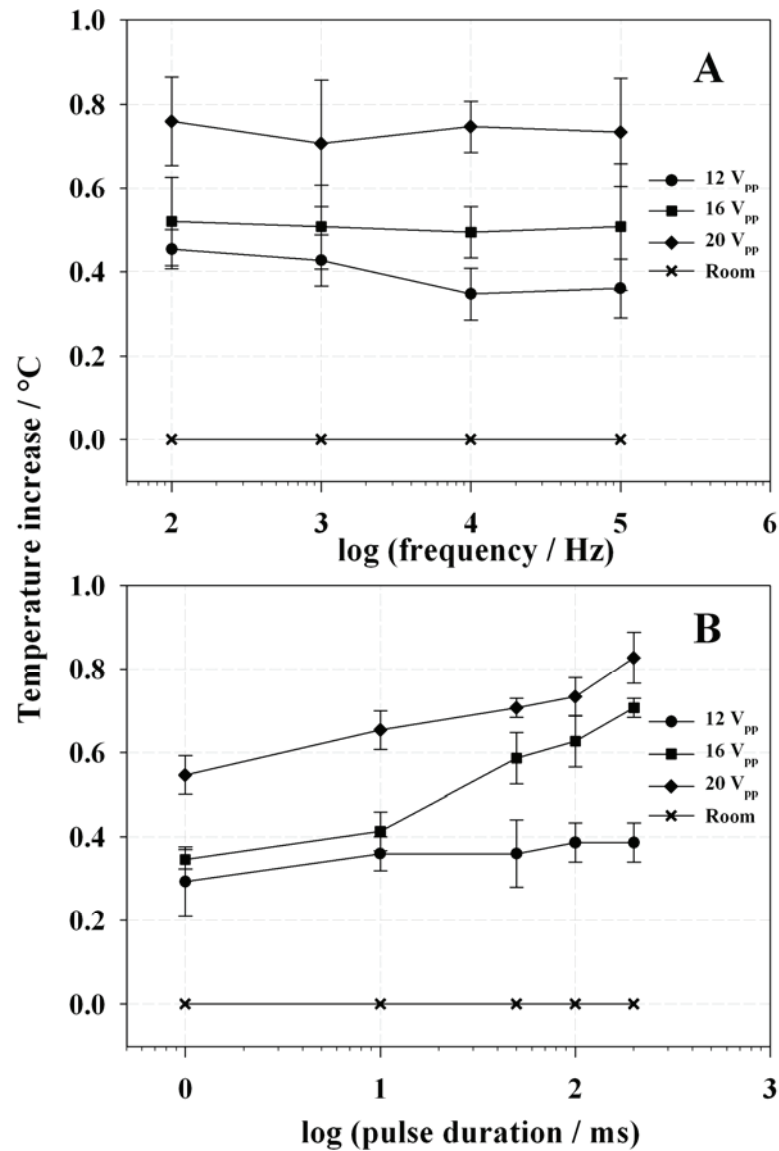 Temperature increase / °C
1.0
0.8
0.6
0.4
0.2
0.0
A
12 Vpp
16 Vpp
20 Vpp
Room
2 3 4 5 6
log (frequency / Hz)
1.0
0.8
0.6
0.4
0.2
0.0
B
12 Vpp
16 Vpp
20 Vpp
Room
0 1 2 3
log (pulse duration / ms)